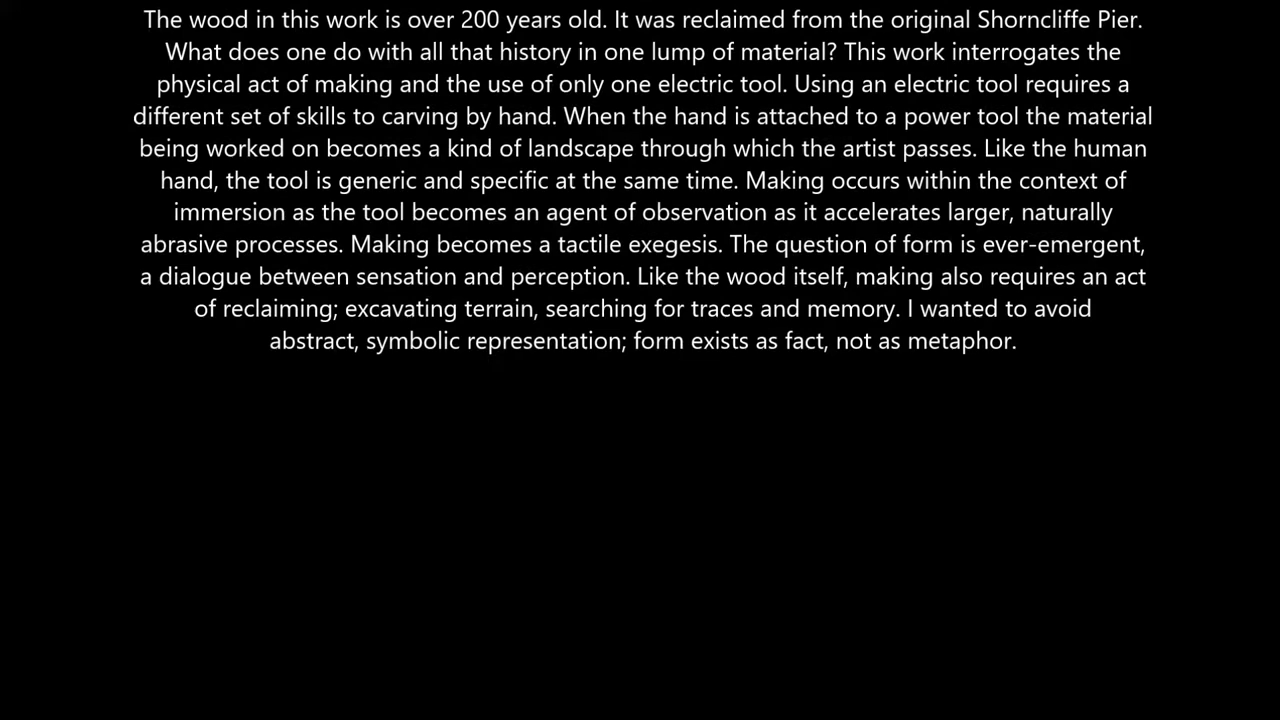 The wood in this work is over 200 years old. It was reclaimed from the original Shorncliffe Pier.
What does one do with all that history in one lump of material? This work interrogates the
physical act of making and the use of only one electric tool. Using an electric tool requires a
different set of skills to carving by hand. When the hand is attached to a power tool the material
being worked on becomes a kind of landscape through which the artist passes. Like the human
hand, the tool is generic and specific at the same time. Making occurs within the context of
immersion as the tool becomes an agent of observation as it accelerates larger, naturally
abrasive processes. Making becomes a tactile exegesis. The question of form is ever-emergent,
a dialogue between sensation and perception. Like the wood itself, making also requires an act
of reclaiming; excavating terrain, searching for traces and memory. I wanted to avoid
abstract, symbolic representation; form exists as fact, not as metaphor.